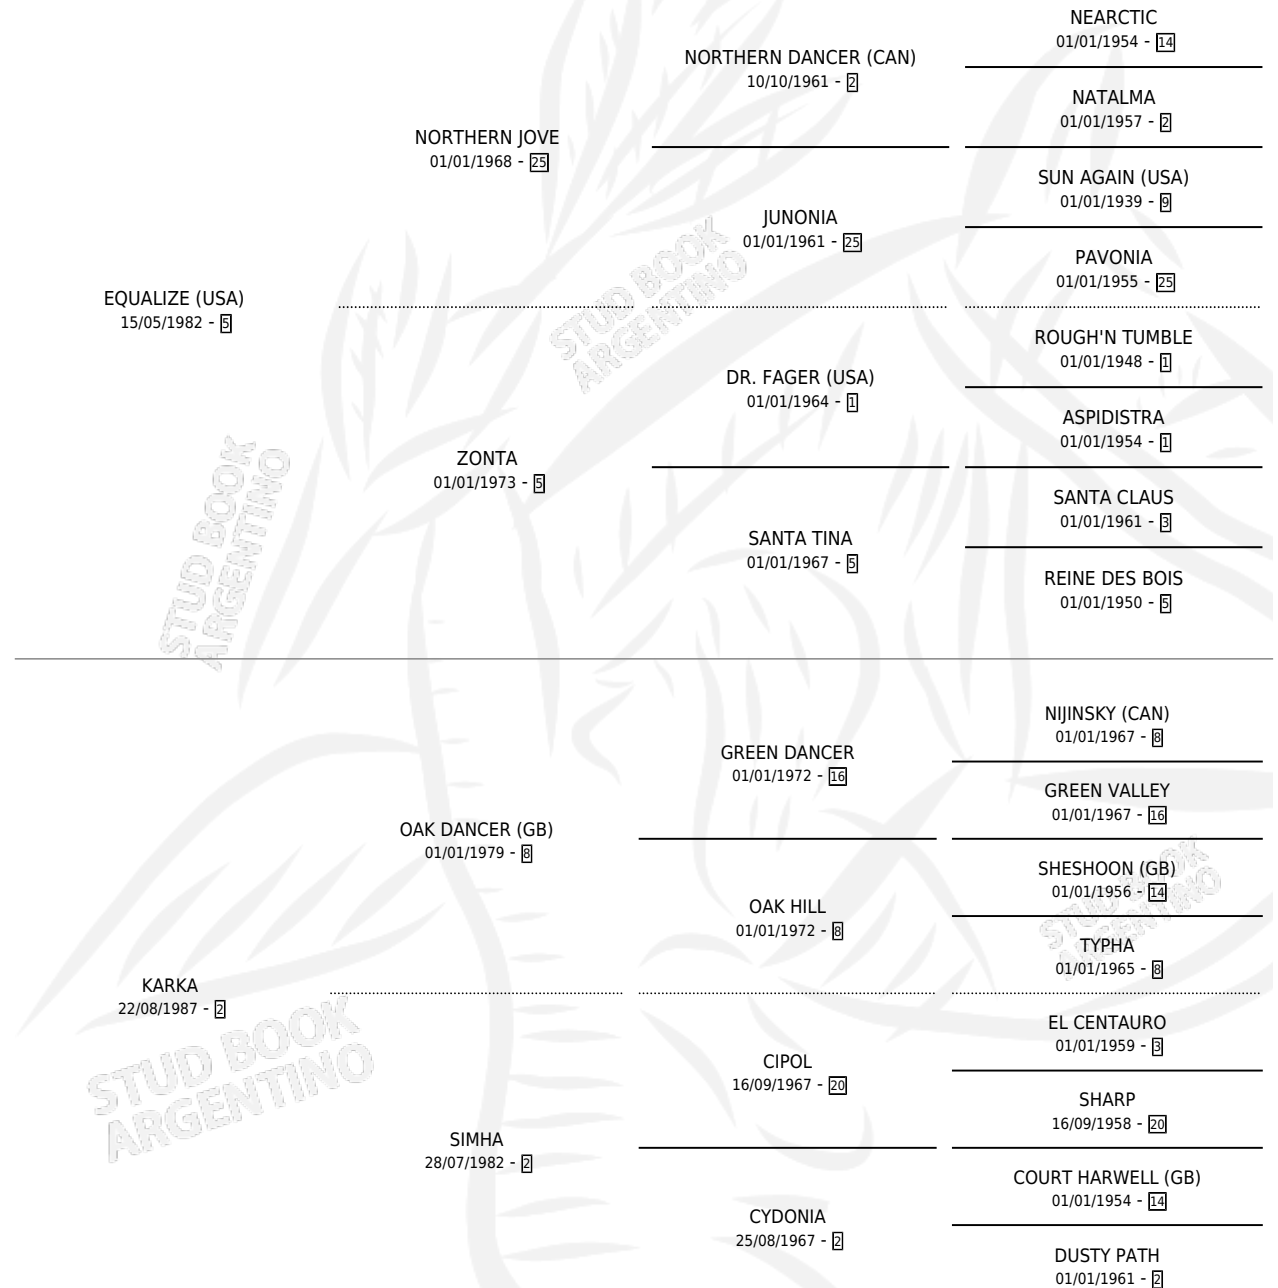 NEARCTIC
01/01/1954 - 14
NORTHERN DANCER (CAN)
10/10/1961 - 2
NATALMA
01/01/1957 - 2
NORTHERN JOVE
01/01/1968 - 25
SUN AGAIN (USA)
01/01/1939 - 9
JUNONIA
01/01/1961 - 25
PAVONIA
01/01/1955 - 25
EQUALIZE (USA)
15/05/1982 - 5
ROUGH'N TUMBLE
01/01/1948 - 1
DR. FAGER (USA)
01/01/1964 - 1
ASPIDISTRA
01/01/1954 - 1
ZONTA
01/01/1973 - 5
SANTA CLAUS
01/01/1961 - 3
SANTA TINA
01/01/1967 - 5
REINE DES BOIS
01/01/1950 - 5
NIJINSKY (CAN)
01/01/1967 - 8
GREEN DANCER
01/01/1972 - 16
GREEN VALLEY
01/01/1967 - 16
OAK DANCER (GB)
01/01/1979 - 8
SHESHOON (GB)
01/01/1956 - 14
OAK HILL
01/01/1972 - 8
TYPHA
01/01/1965 - 8
KARKA
22/08/1987 - 2
EL CENTAURO
01/01/1959 - 3
CIPOL
16/09/1967 - 20
SHARP
16/09/1958 - 20
SIMHA
28/07/1982 - 2
COURT HARWELL (GB)
01/01/1954 - 14
CYDONIA
25/08/1967 - 2
DUSTY PATH
01/01/1961 - 2
STUD BOOK
ARGENTINO
STUD BOOK
ARGENTINO
STUD BOOK
ARGENTINO
STUD BOOK
ARGENTINO